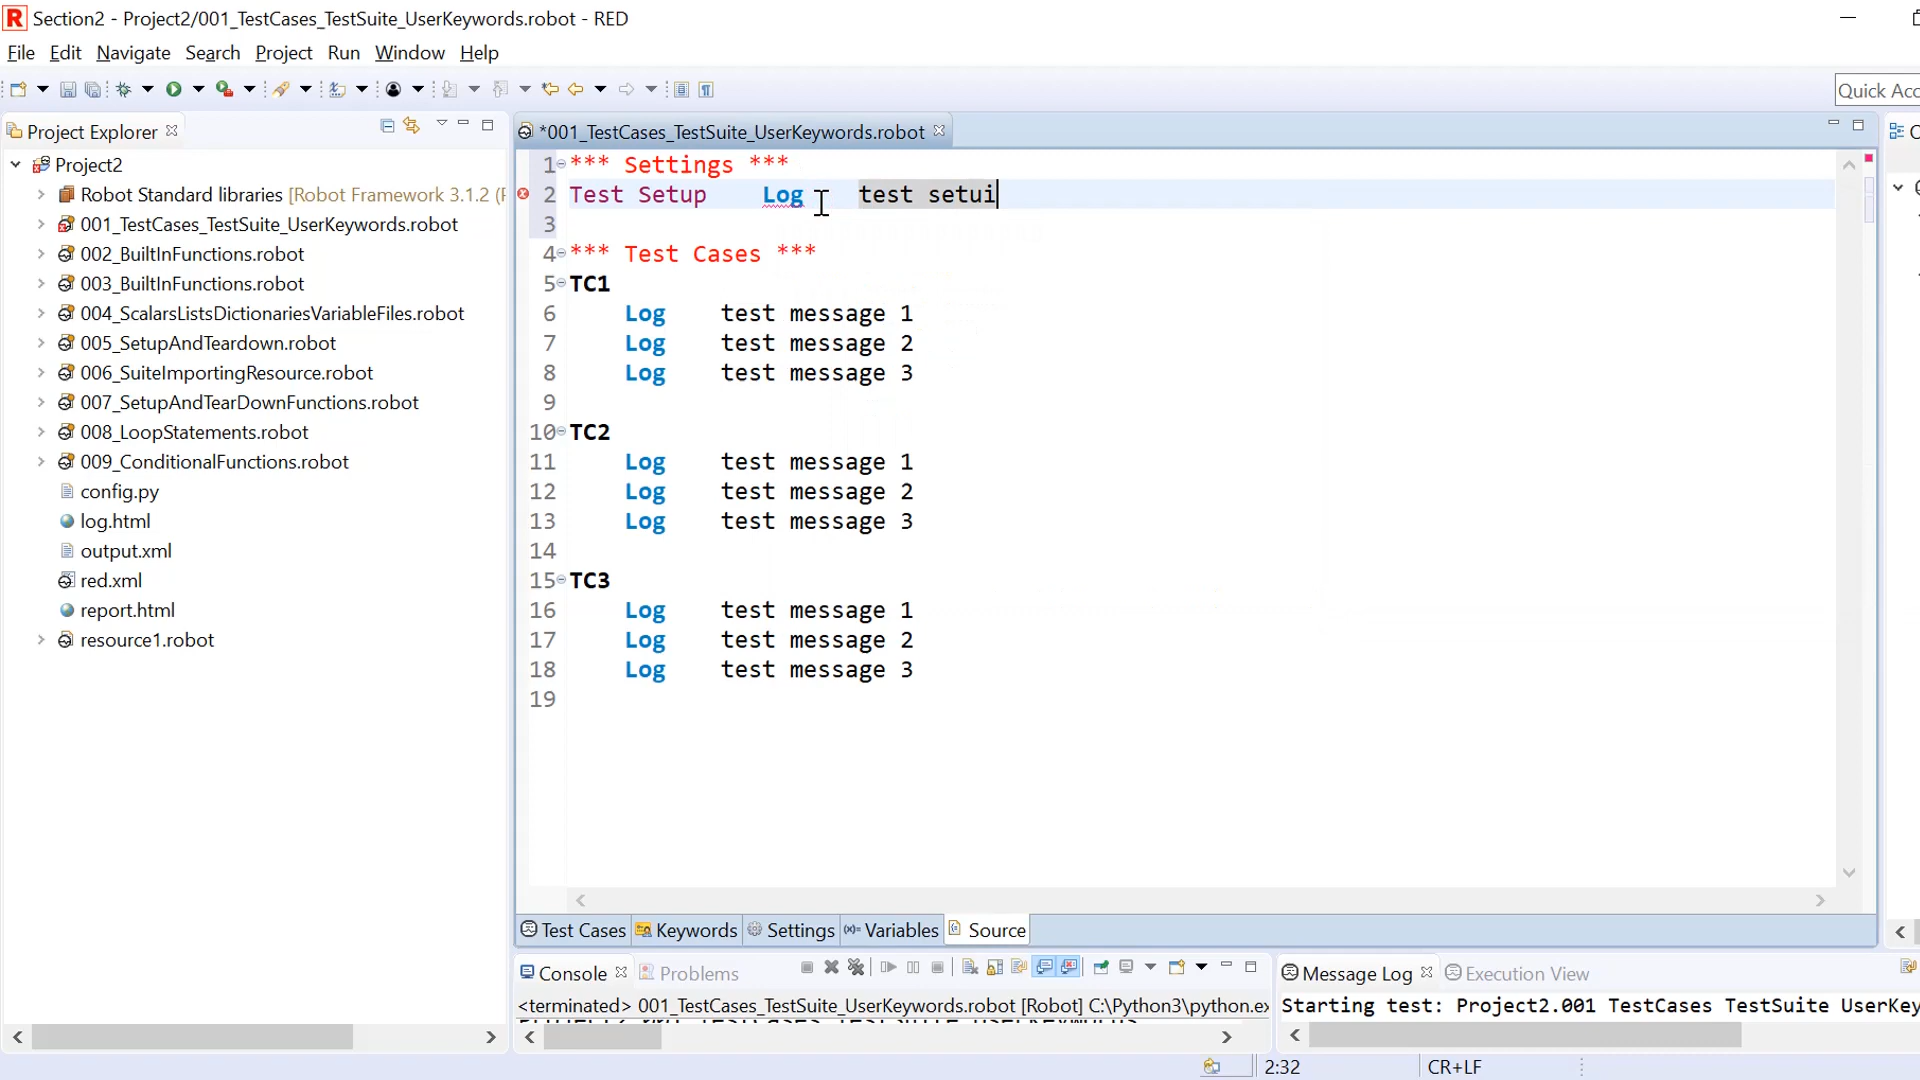 Section2 - Project2/001_TestCases_TestSuite_UserKeywords.robot - RED
File Edit Navigate Search Project Run Window Help
Quick Acc
Project Explorer
*001_TestCases_TestSuite_UserKeywords.robot
Project2
Robot Standard libraries [Robot Framework 3.1.2 (
001_TestCases_TestSuite_UserKeywords.robot
002_BuiltInFunctions.robot
003_BuiltInFunctions.robot
004_ScalarsListsDictionariesVariableFiles.robot
005_SetupAndTeardown.robot
006_SuiteImportingResource.robot
007_SetupAndTearDownFunctions.robot
008_LoopStatements.robot
009_ConditionalFunctions.robot
config.py
log.html
output.xml
red.xml
report.html
resource1.robot
1 *** Settings ***
2 Test Setup    Log    test setui
3
4 *** Test Cases ***
5 TC1
6 Log    test message 1
7 Log    test message 2
8 Log    test message 3
9
10 TC2
11 Log    test message 1
12 Log    test message 2
13 Log    test message 3
14
15 TC3
16 Log    test message 1
17 Log    test message 2
18 Log    test message 3
19
Test Cases Keywords Settings Variables Source
Console Problems
<terminated> 001_TestCases_TestSuite_UserKeywords.robot [Robot] C:\Python3\python.ex
Message Log Execution View
Starting test: Project2.001 TestCases TestSuite UserKey
2:32 CR+LF